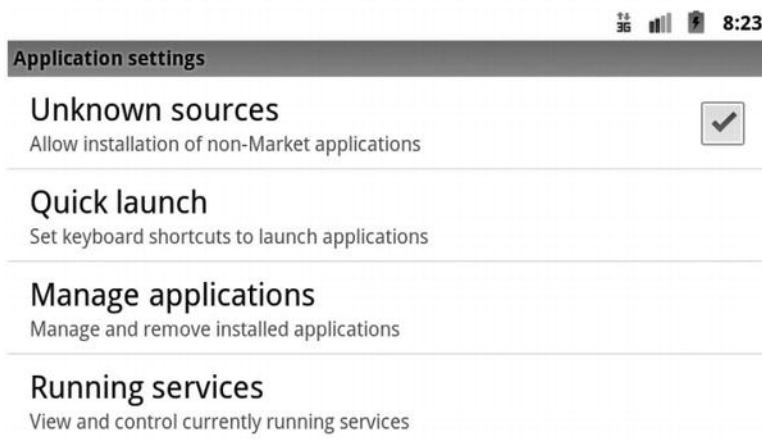 3G 8:23
Application settings
Unknown sources
Allow installation of non-Market applications
Quick launch
Set keyboard shortcuts to launch applications
Manage applications
Manage and remove installed applications
Running services
View and control currently running services